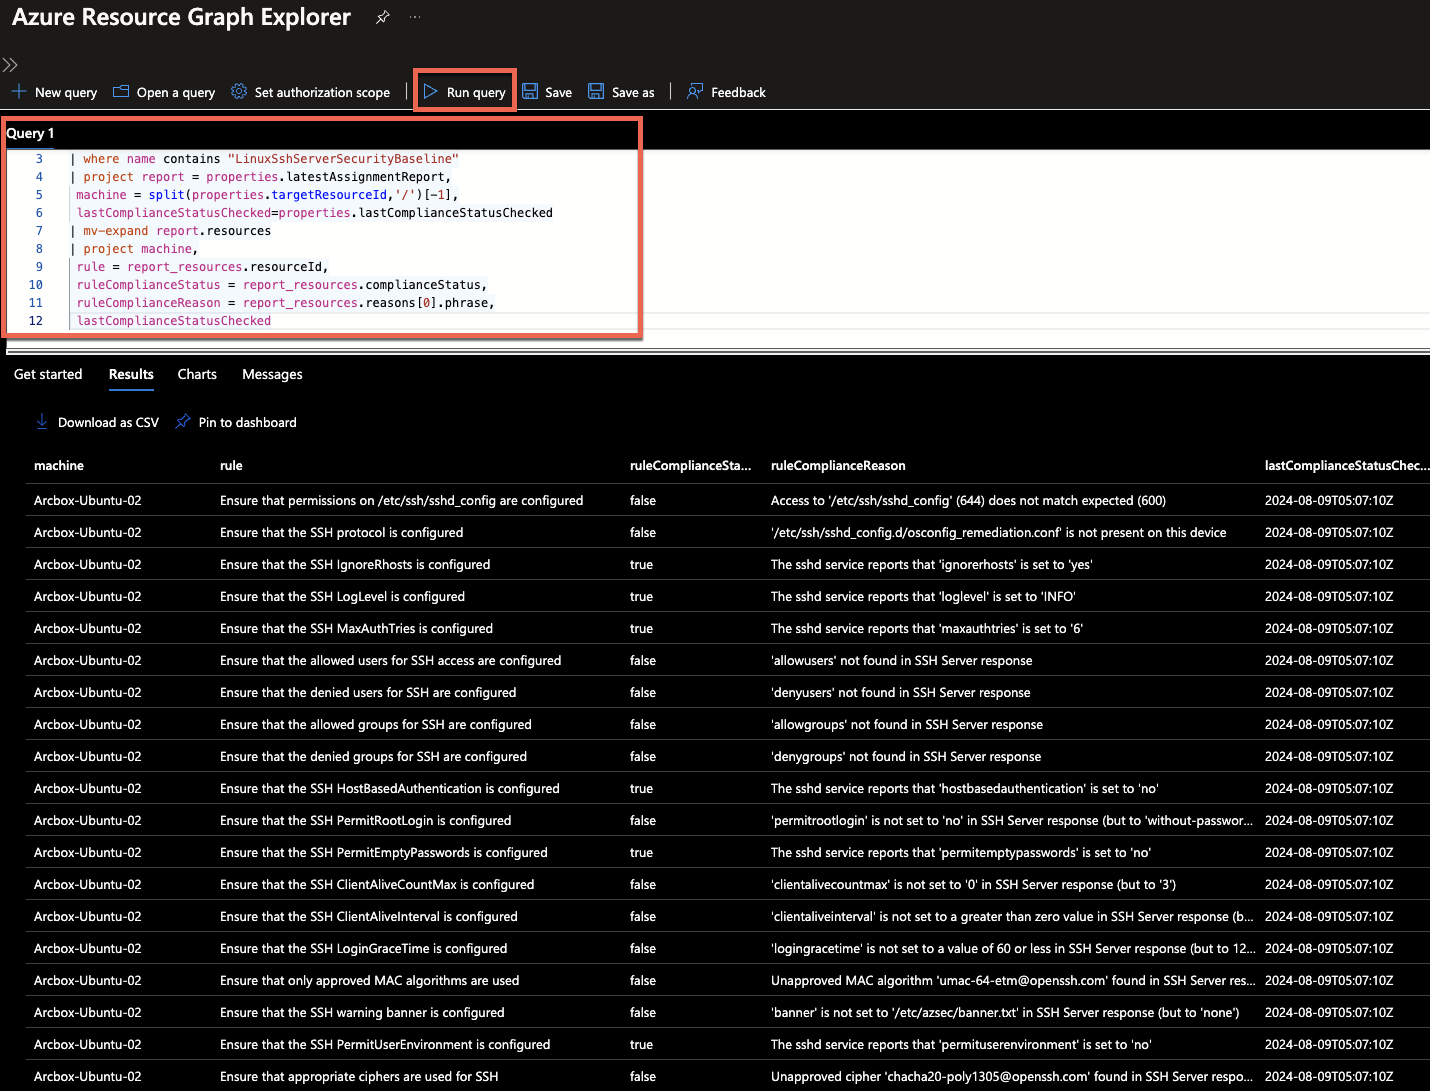 Azure Resource Graph Explorer
New query Open a query Set authorization scope Run query Save Save as Feedback
Query 1
3 | where name contains "LinuxSshServerSecurityBaseline"
4 | project report = properties.latestAssignmentReport,
5 machine = split(properties.targetResourceId,'/')[-1],
6 lastComplianceStatusChecked=properties.lastComplianceStatusChecked
7 | mv-expand report.resources
8 | project machine,
9 rule = report_resources.resourceId,
10 ruleComplianceStatus = report_resources.complianceStatus,
11 ruleComplianceReason = report_resources.reasons[0].phrase,
12 lastComplianceStatusChecked
Get started Results Charts Messages
Download as CSV Pin to dashboard
machine rule ruleComplianceSta... ruleComplianceReason lastComplianceStatusChec...
Arcbox-Ubuntu-02 Ensure that permissions on /etc/ssh/sshd_config are configured false Access to '/etc/ssh/sshd_config' (644) does not match expected (600) 2024-08-09T05:07:10Z
Arcbox-Ubuntu-02 Ensure that the SSH protocol is configured false '/etc/ssh/sshd_config.d/osconfig_remediation.conf' is not present on this device 2024-08-09T05:07:10Z
Arcbox-Ubuntu-02 Ensure that the SSH IgnoreRhosts is configured true The sshd service reports that 'ignorerhosts' is set to 'yes' 2024-08-09T05:07:10Z
Arcbox-Ubuntu-02 Ensure that the SSH LogLevel is configured true The sshd service reports that 'loglevel' is set to 'INFO' 2024-08-09T05:07:10Z
Arcbox-Ubuntu-02 Ensure that the SSH MaxAuthTries is configured true The sshd service reports that 'maxauthtries' is set to '6' 2024-08-09T05:07:10Z
Arcbox-Ubuntu-02 Ensure that the allowed users for SSH access are configured false 'allowusers' not found in SSH Server response 2024-08-09T05:07:10Z
Arcbox-Ubuntu-02 Ensure that the denied users for SSH are configured false 'denyusers' not found in SSH Server response 2024-08-09T05:07:10Z
Arcbox-Ubuntu-02 Ensure that the allowed groups for SSH are configured false 'allowgroups' not found in SSH Server response 2024-08-09T05:07:10Z
Arcbox-Ubuntu-02 Ensure that the denied groups for SSH are configured false 'denygroups' not found in SSH Server response 2024-08-09T05:07:10Z
Arcbox-Ubuntu-02 Ensure that the SSH HostBasedAuthentication is configured true The sshd service reports that 'hostbasedauthentication' is set to 'no' 2024-08-09T05:07:10Z
Arcbox-Ubuntu-02 Ensure that the SSH PermitRootLogin is configured false 'permitrootlogin' is not set to 'no' in SSH Server response (but to 'without-passwor... 2024-08-09T05:07:10Z
Arcbox-Ubuntu-02 Ensure that the SSH PermitEmptyPasswords is configured true The sshd service reports that 'permitemptypasswords' is set to 'no' 2024-08-09T05:07:10Z
Arcbox-Ubuntu-02 Ensure that the SSH ClientAliveCountMax is configured false 'clientalivecountmax' is not set to '0' in SSH Server response (but to '3') 2024-08-09T05:07:10Z
Arcbox-Ubuntu-02 Ensure that the SSH ClientAliveInterval is configured false 'clientaliveinterval' is not set to a greater than zero value in SSH Server response (b... 2024-08-09T05:07:10Z
Arcbox-Ubuntu-02 Ensure that the SSH LoginGraceTime is configured false 'logingracetime' is not set to a value of 60 or less in SSH Server response (but to 12... 2024-08-09T05:07:10Z
Arcbox-Ubuntu-02 Ensure that only approved MAC algorithms are used false Unapproved MAC algorithm 'umac-64-etm@openssh.com' found in SSH Server res... 2024-08-09T05:07:10Z
Arcbox-Ubuntu-02 Ensure that the SSH warning banner is configured false 'banner' is not set to '/etc/azsec/banner.txt' in SSH Server response (but to 'none') 2024-08-09T05:07:10Z
Arcbox-Ubuntu-02 Ensure that the SSH PermitUserEnvironment is configured true The sshd service reports that 'permituserenvironment' is set to 'no' 2024-08-09T05:07:10Z
Arcbox-Ubuntu-02 Ensure that appropriate ciphers are used for SSH false Unapproved cipher 'chacha20-poly1305@openssh.com' found in SSH Server respo... 2024-08-09T05:07:10Z